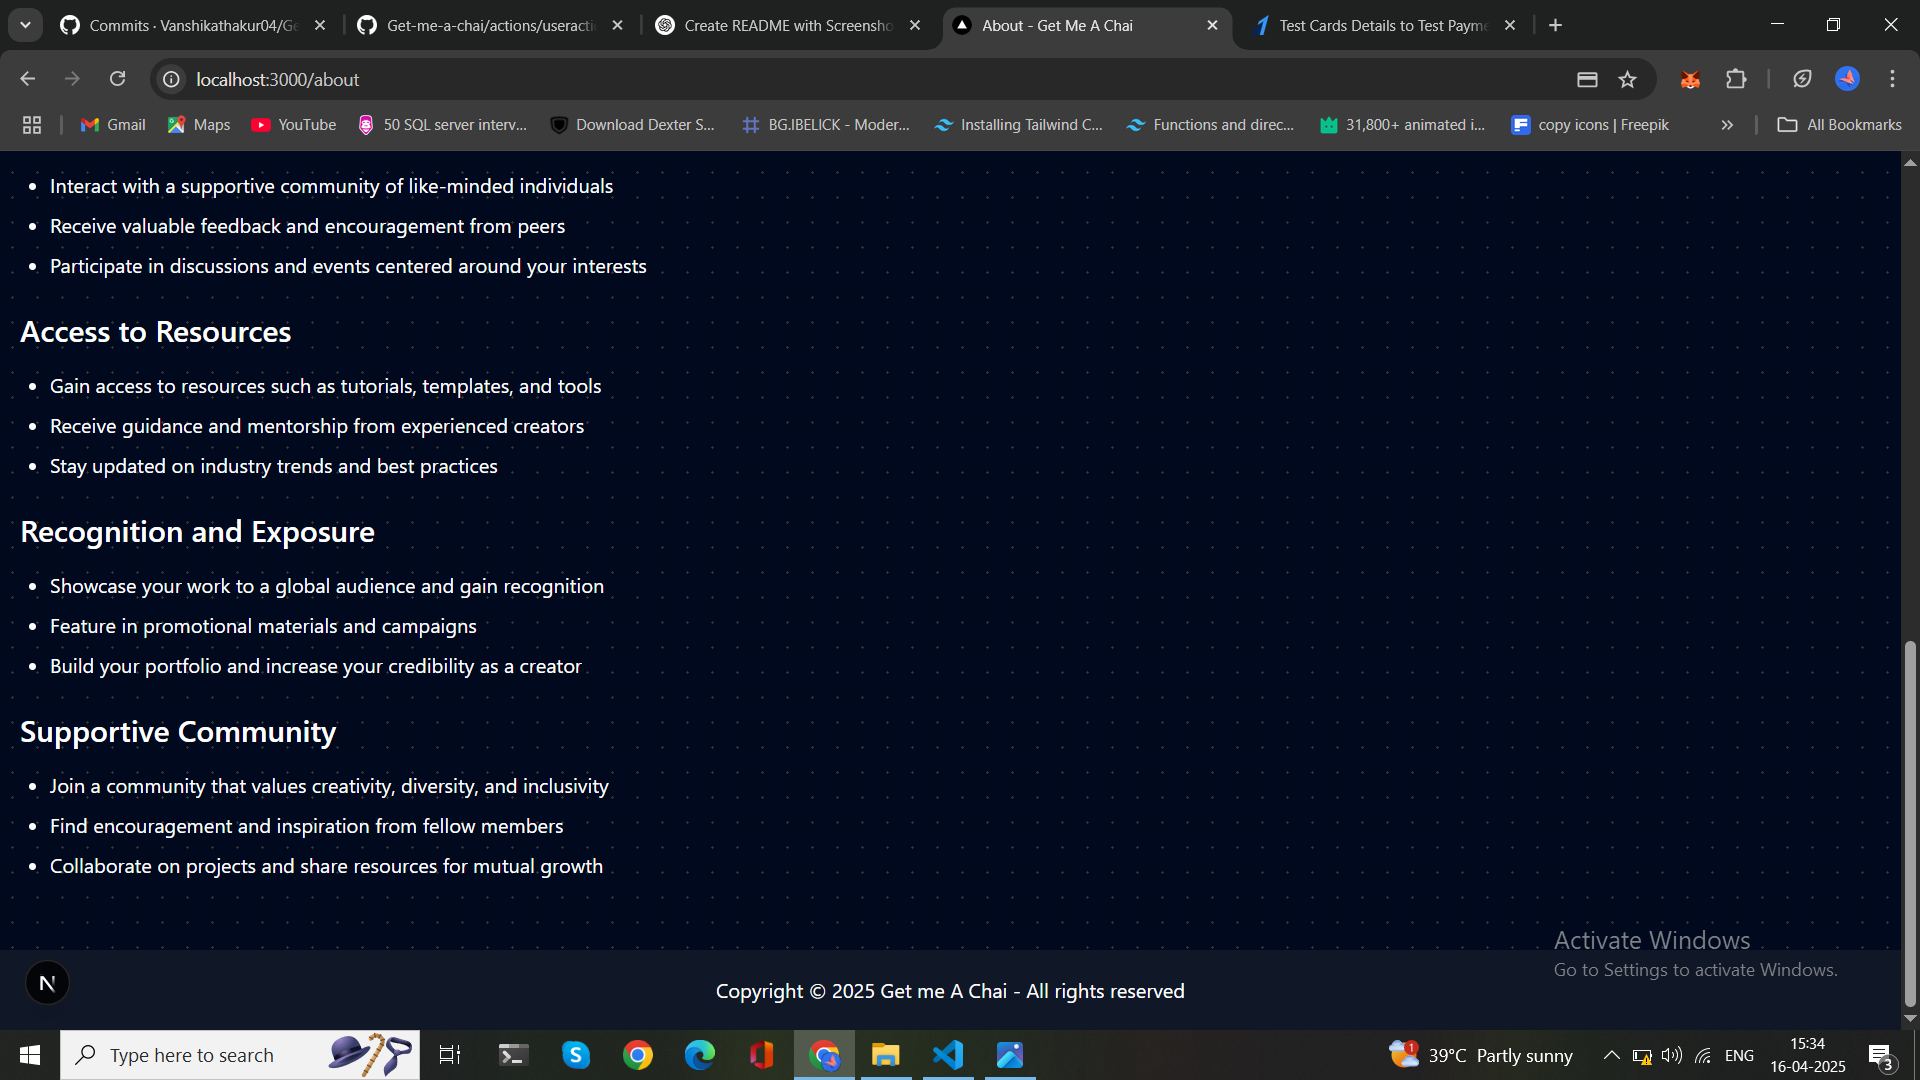 Commits · Vanshikathakur04/Ge
Get-me-a-chai/actions/useracti
Create README with Screensho
About - Get Me A Chai
Test Cards Details to Test Payme
localhost:3000/about
Gmail
Maps
YouTube
50 SQL server interv...
Download Dexter S...
BG.IBELICK - Moder...
Installing Tailwind C...
Functions and direc...
31,800+ animated i...
copy icons | Freepik
All Bookmarks
• Interact with a supportive community of like-minded individuals
• Receive valuable feedback and encouragement from peers
• Participate in discussions and events centered around your interests
Access to Resources
• Gain access to resources such as tutorials, templates, and tools
• Receive guidance and mentorship from experienced creators
• Stay updated on industry trends and best practices
Recognition and Exposure
• Showcase your work to a global audience and gain recognition
• Feature in promotional materials and campaigns
• Build your portfolio and increase your credibility as a creator
Supportive Community
• Join a community that values creativity, diversity, and inclusivity
• Find encouragement and inspiration from fellow members
• Collaborate on projects and share resources for mutual growth
Activate Windows
Go to Settings to activate Windows.
N
Copyright © 2025 Get me A Chai - All rights reserved
Type here to search
1
39°C Partly sunny
ENG
15:34
16-04-2025
3